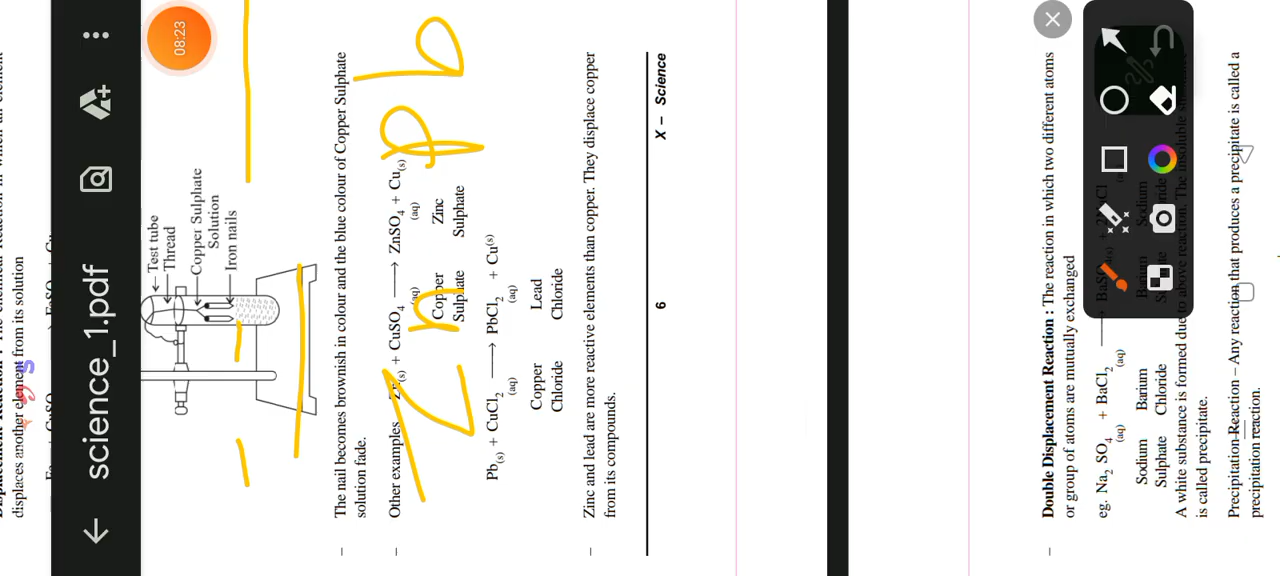 science_1.pdf
08:23
displaces another element from its solution
Test tube
Thread
Copper Sulphate
Solution
Iron nails
– The nail becomes brownish in colour and the blue colour of Copper Sulphate
solution fade.
– Other examples Zn(s) + CuSO4 ⟶ ZnSO4 + Cu(s)
(aq) (aq)
Copper Zinc
Sulphate Sulphate
Pb(s) + CuCl2 ⟶ PbCl2 + Cu(s)
(aq) (aq)
Copper Lead
Chloride Chloride
– Zinc and lead are more reactive elements than copper. They displace copper
from its compounds.
6 X – Science
Zn pb
– Double Displacement Reaction : The reaction in which two different atoms
or group of atoms are mutually exchanged
eg. Na2 SO4 + BaCl2 ⟶
(aq) (aq)
Sodium Barium
Sulphate Chloride
A white substance is formed due to above reaction. The insoluble
is called precipitate.
Precipitation-Reaction – Any reaction that produces a precipitate is called a
precipitation reaction.